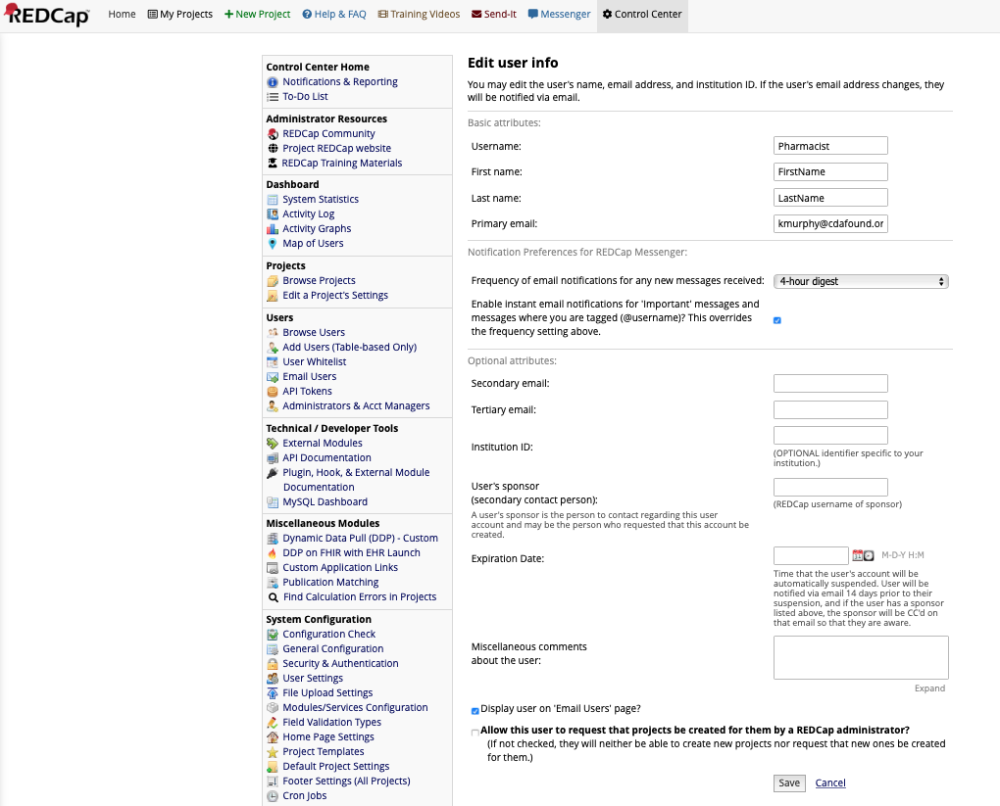 REDCap
Home My Projects New Project Help & FAQ Training Videos Send-It Messenger Control Center
Control Center Home
Notifications & Reporting
To-Do List
Administrator Resources
REDCap Community
Project REDCap website
REDCap Training Materials
Dashboard
System Statistics
Activity Log
Activity Graphs
Map of Users
Projects
Browse Projects
Edit a Project's Settings
Users
Browse Users
Add Users (Table-based Only)
User Whitelist
Email Users
API Tokens
Administrators & Acct Managers
Technical / Developer Tools
External Modules
API Documentation
Plugin, Hook, & External Module
Documentation
MySQL Dashboard
Miscellaneous Modules
Dynamic Data Pull (DDP) - Custom
DDP on FHIR with EHR Launch
Custom Application Links
Publication Matching
Find Calculation Errors in Projects
System Configuration
Configuration Check
General Configuration
Security & Authentication
User Settings
File Upload Settings
Modules/Services Configuration
Field Validation Types
Home Page Settings
Project Templates
Default Project Settings
Footer Settings (All Projects)
Cron Jobs
Edit user info
You may edit the user's name, email address, and institution ID. If the user's email address changes, they
will be notified via email.
Basic attributes:
Username: Pharmacist
First name: FirstName
Last name: LastName
Primary email: kmurphy@cdafound.or
Notification Preferences for REDCap Messenger:
Frequency of email notifications for any new messages received: 4-hour digest
Enable instant email notifications for 'Important' messages and
messages where you are tagged (@username)? This overrides
the frequency setting above.
Optional attributes:
Secondary email:
Tertiary email:
Institution ID:
(OPTIONAL identifier specific to your
institution.)
User's sponsor
(secondary contact person):
(REDCap username of sponsor)
A user's sponsor is the person to contact regarding this user
account and may be the person who requested that this account be
created.
Expiration Date: M-D-Y H:M
Time that the user's account will be
automatically suspended. User will be
notified via email 14 days prior to their
suspension, and if the user has a sponsor
listed above, the sponsor will be CC'd on
that email so that they are aware.
Miscellaneous comments
about the user:
Expand
Display user on 'Email Users' page?
Allow this user to request that projects be created for them by a REDCap administrator?
(If not checked, they will neither be able to create new projects nor request that new ones be created
for them.)
Save Cancel